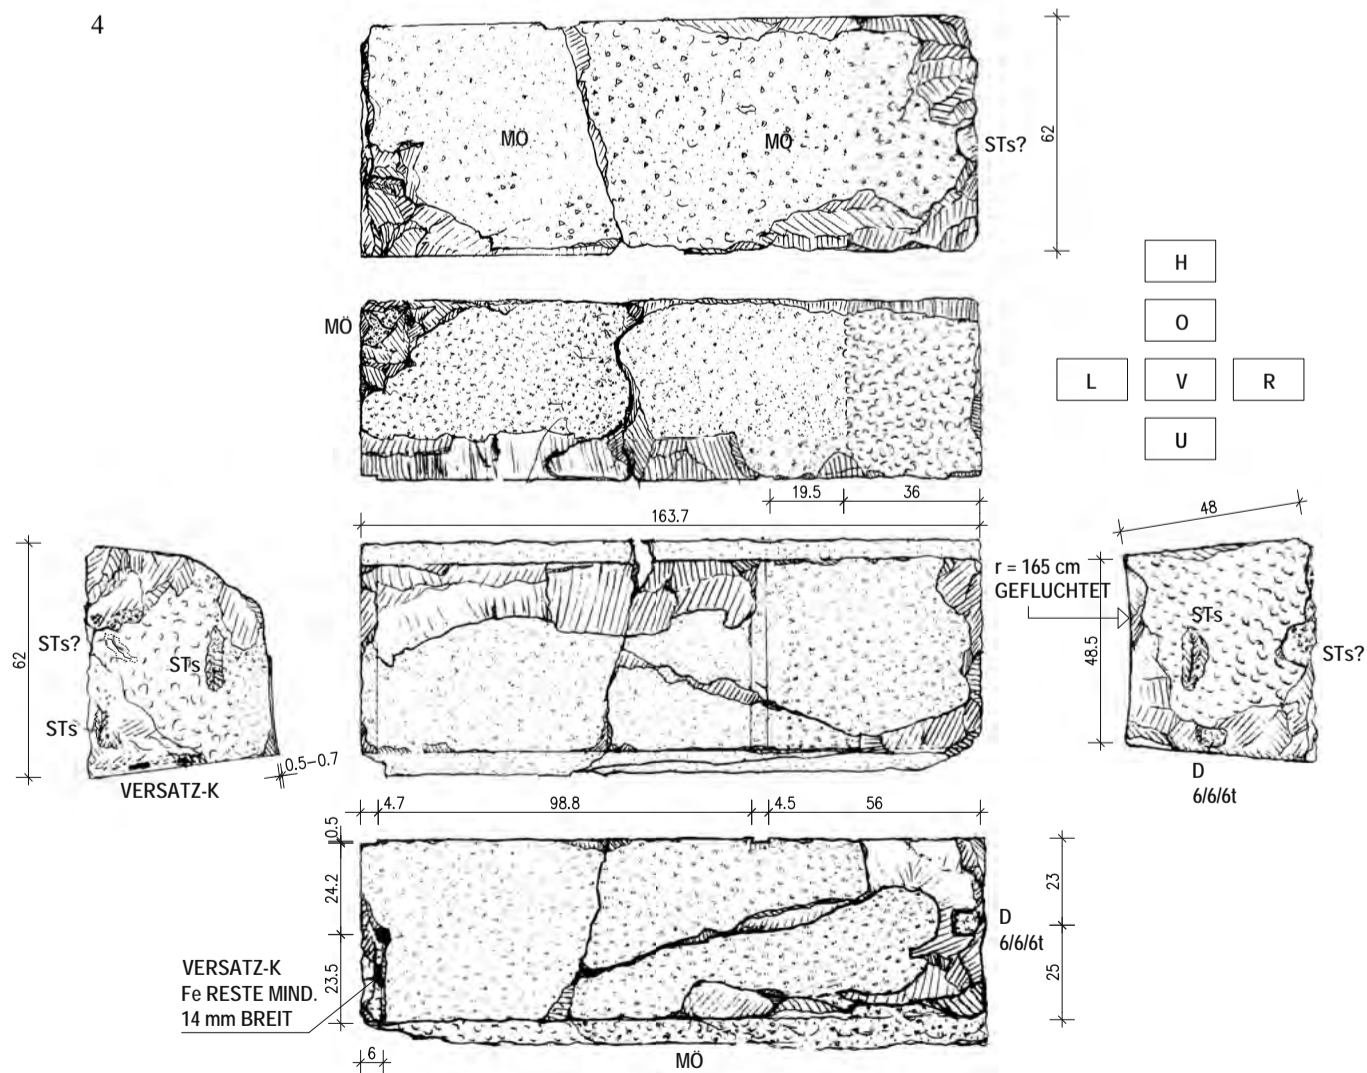 4
MÖ
MÖ
STs?
62
H
O
L
V
R
U
MÖ
19.5
36
163.7
48
r = 165 cm
GEFLUCHTET
48.5
STs
STs?
D
6/6/6t
62
STs?
STs
STs
VERSATZ-K
0.5–0.7
4.7
98.8
4.5
56
0.5
24.2
23.5
VERSATZ-K
Fe RESTE MIND.
14 mm BREIT
6
MÖ
D
6/6/6t
23
25